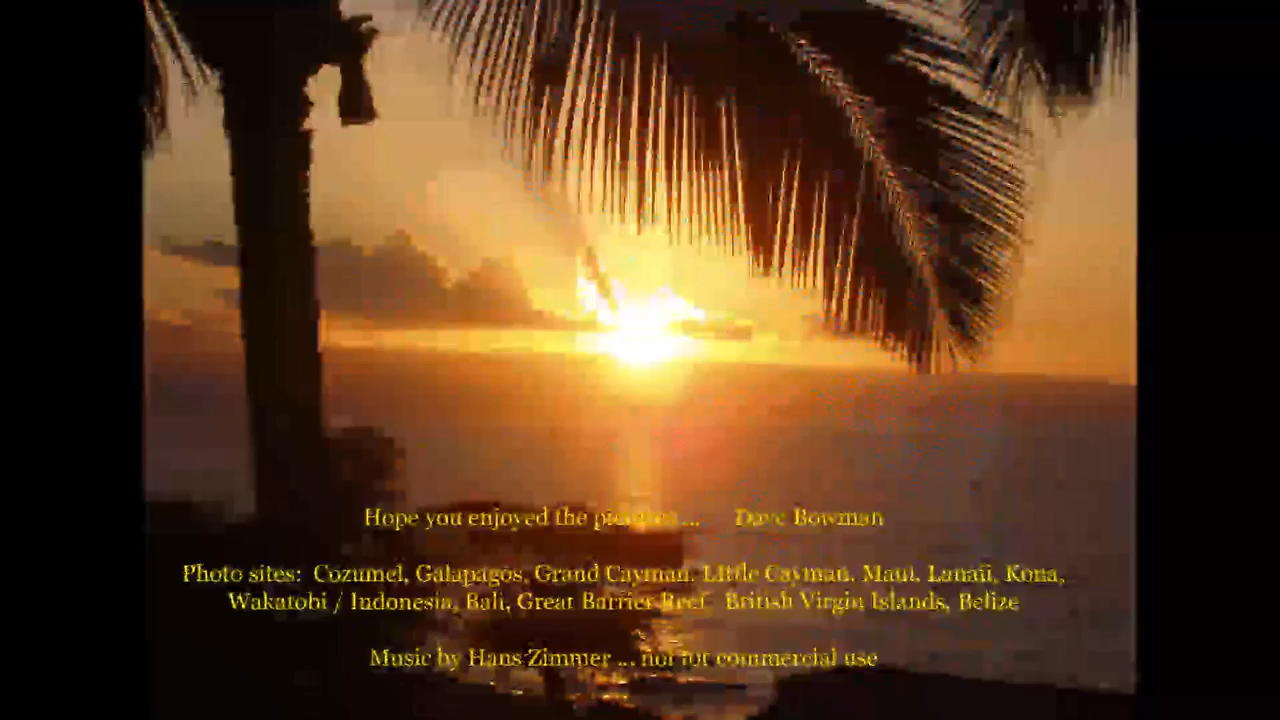 Hope you enjoyed the pictures ... Dave Bowman
Photo sites: Cozumel, Galapagos, Grand Cayman, Little Cayman, Maui, Lanaii, Kona,
Wakatobi / Indonesia, Bali, Great Barrier Reef British Virgin Islands, Belize
Music by Hans Zimmer ... not for commercial use